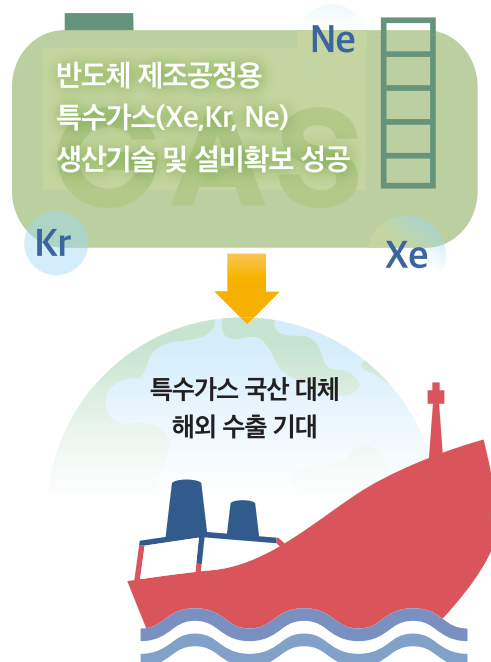 Ne
반도체 제조공정용
특수가스(Xe,Kr, Ne)
생산기술 및 설비확보 성공
GAS
Kr
Xe
특수가스 국산 대체
해외 수출 기대